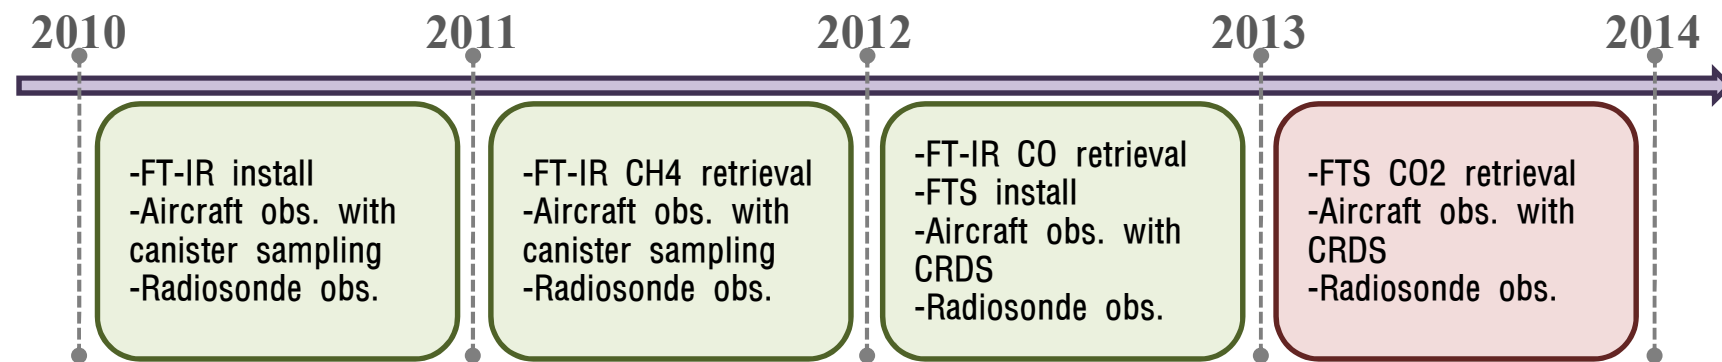 2010 2011 2012 2013 2014
-FT-IR install
-Aircraft obs. with
canister sampling
-Radiosonde obs.
-FT-IR CH4 retrieval
-Aircraft obs. with
canister sampling
-Radiosonde obs.
-FT-IR CO retrieval
-FTS install
-Aircraft obs. with
CRDS
-Radiosonde obs.
-FTS CO2 retrieval
-Aircraft obs. with
CRDS
-Radiosonde obs.